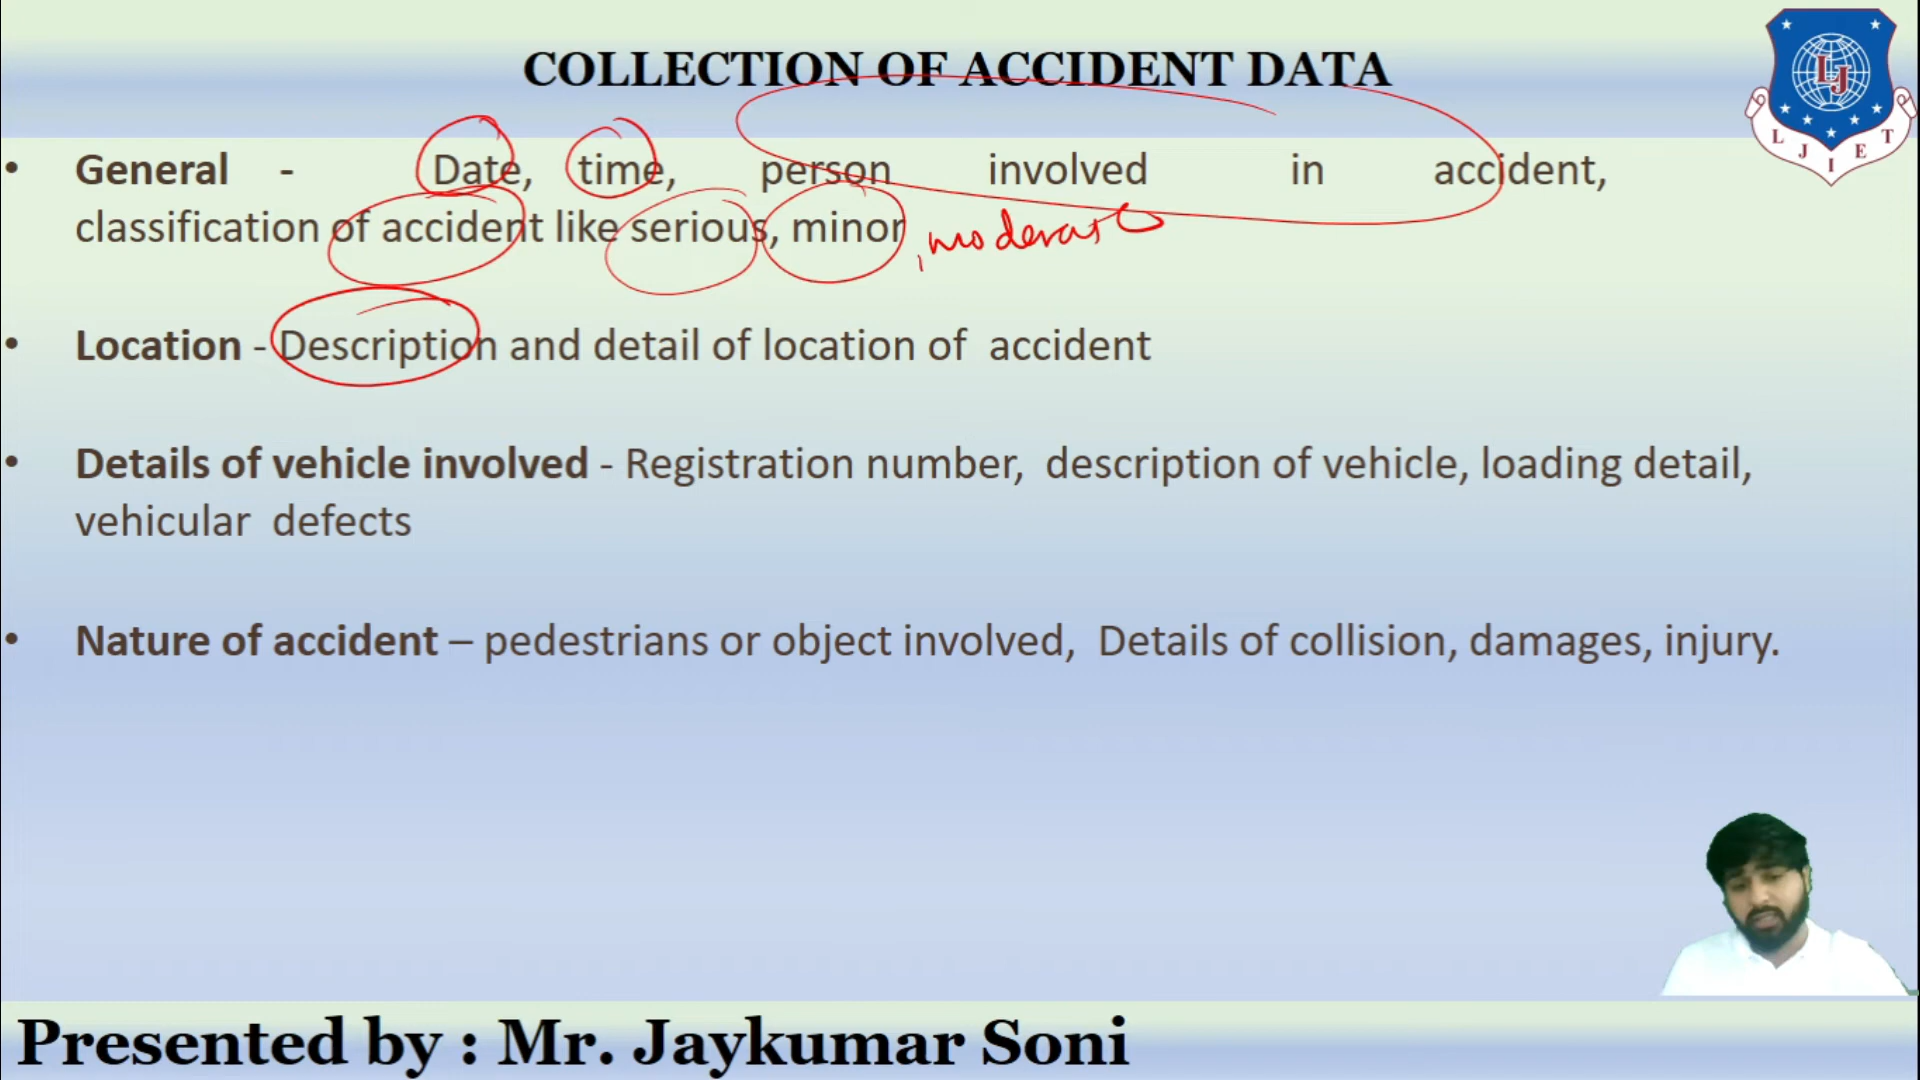 COLLECTION OF ACCIDENT DATA
LJ
L J I E T
• General - Date, time, person involved in accident,
classification of accident like serious, minor, moderate
• Location - Description and detail of location of accident
• Details of vehicle involved - Registration number, description of vehicle, loading detail,
vehicular defects
• Nature of accident – pedestrians or object involved, Details of collision, damages, injury.
Presented by : Mr. Jaykumar Soni